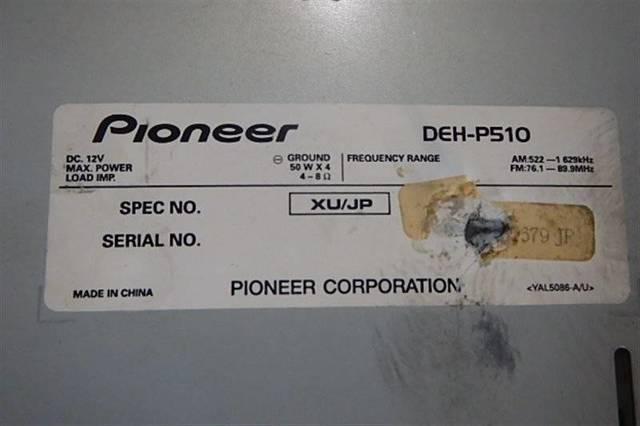 Pioneer DEH-P510
DC. 12V ⊖ GROUND FREQUENCY RANGE AM:522 — 1 629kHz
MAX. POWER 50 W X 4 FM:76.1 — 89.9MHz
LOAD IMP. 4 – 8 Ω
SPEC NO. XU/JP
SERIAL NO. 679 JP
MADE IN CHINA PIONEER CORPORATION <YAL5086-A/U>